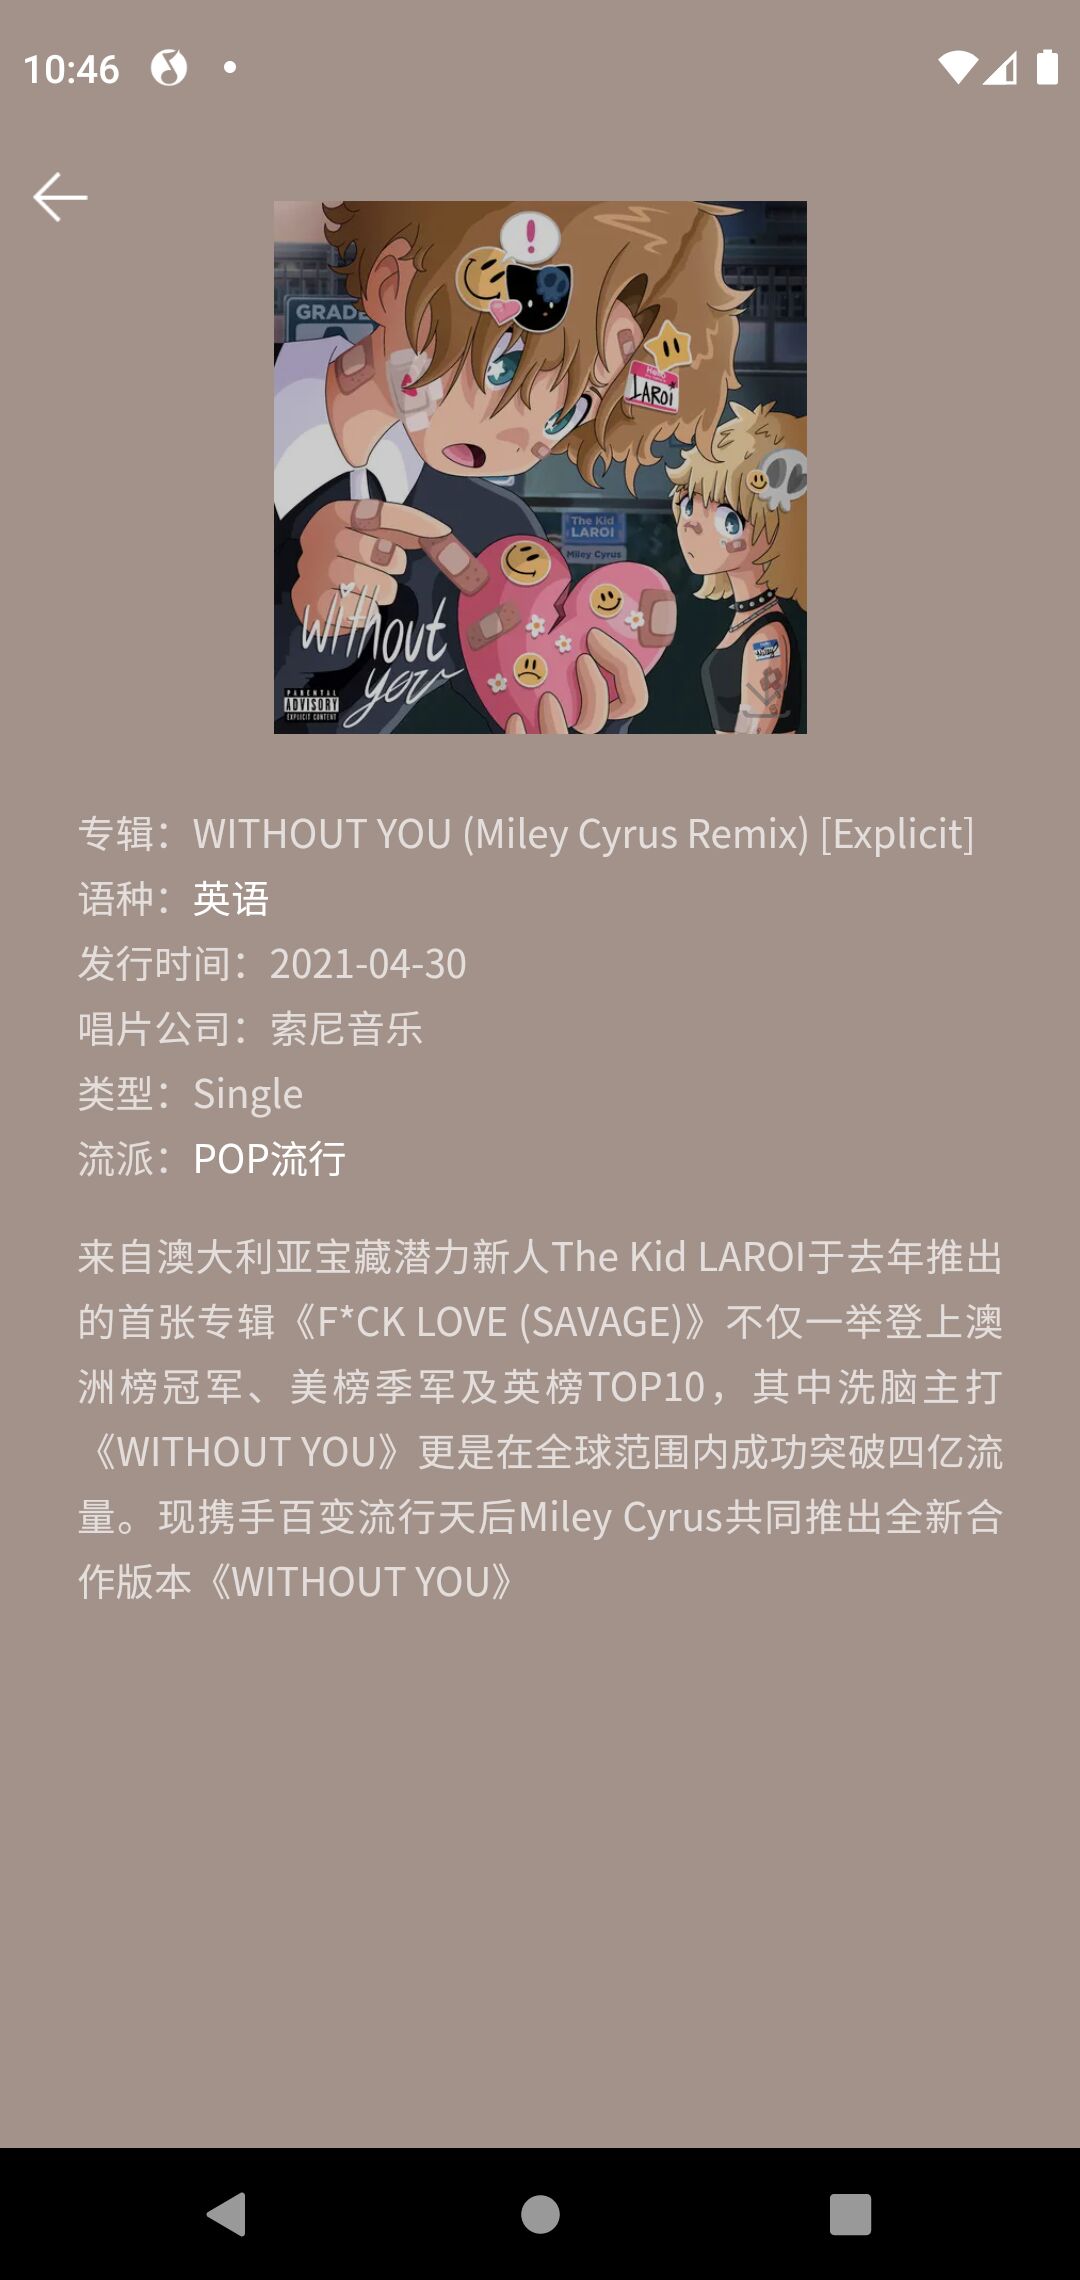 10:46
!
GRADE
A
Hello
LAROI
The Kid
LAROI
Miley Cyrus
without
you
PARENTAL
ADVISORY
EXPLICIT CONTENT
专辑：WITHOUT YOU (Miley Cyrus Remix) [Explicit]
语种：英语
发行时间：2021-04-30
唱片公司：索尼音乐
类型：Single
流派：POP流行
来自澳大利亚宝藏潜力新人The Kid LAROI于去年推出
的首张专辑《F*CK LOVE (SAVAGE)》不仅一举登上澳
洲榜冠军、美榜季军及英榜TOP10，其中洗脑主打
《WITHOUT YOU》更是在全球范围内成功突破四亿流
量。现携手百变流行天后Miley Cyrus共同推出全新合
作版本《WITHOUT YOU》